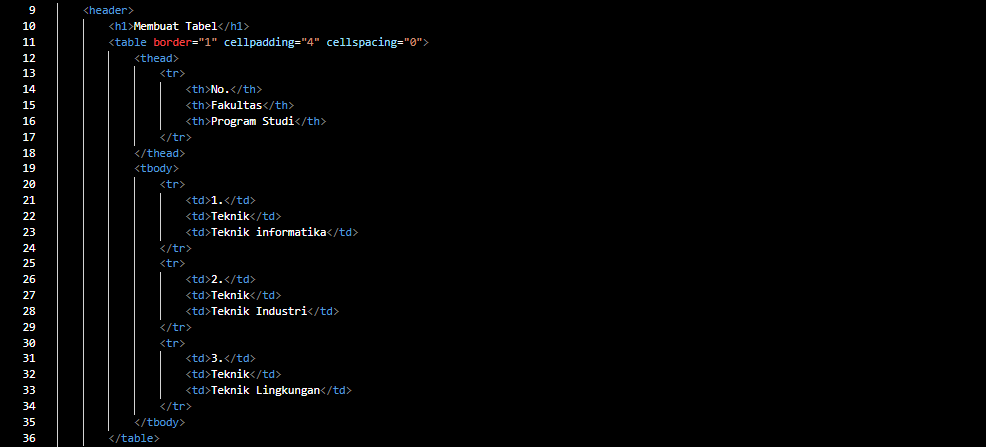 9 <header>
10 <h1>Membuat Tabel</h1>
11 <table border="1" cellpadding="4" cellspacing="0">
12 <thead>
13 <tr>
14 <th>No.</th>
15 <th>Fakultas</th>
16 <th>Program Studi</th>
17 </tr>
18 </thead>
19 <tbody>
20 <tr>
21 <td>1.</td>
22 <td>Teknik</td>
23 <td>Teknik informatika</td>
24 </tr>
25 <tr>
26 <td>2.</td>
27 <td>Teknik</td>
28 <td>Teknik Industri</td>
29 </tr>
30 <tr>
31 <td>3.</td>
32 <td>Teknik</td>
33 <td>Teknik Lingkungan</td>
34 </tr>
35 </tbody>
36 </table>